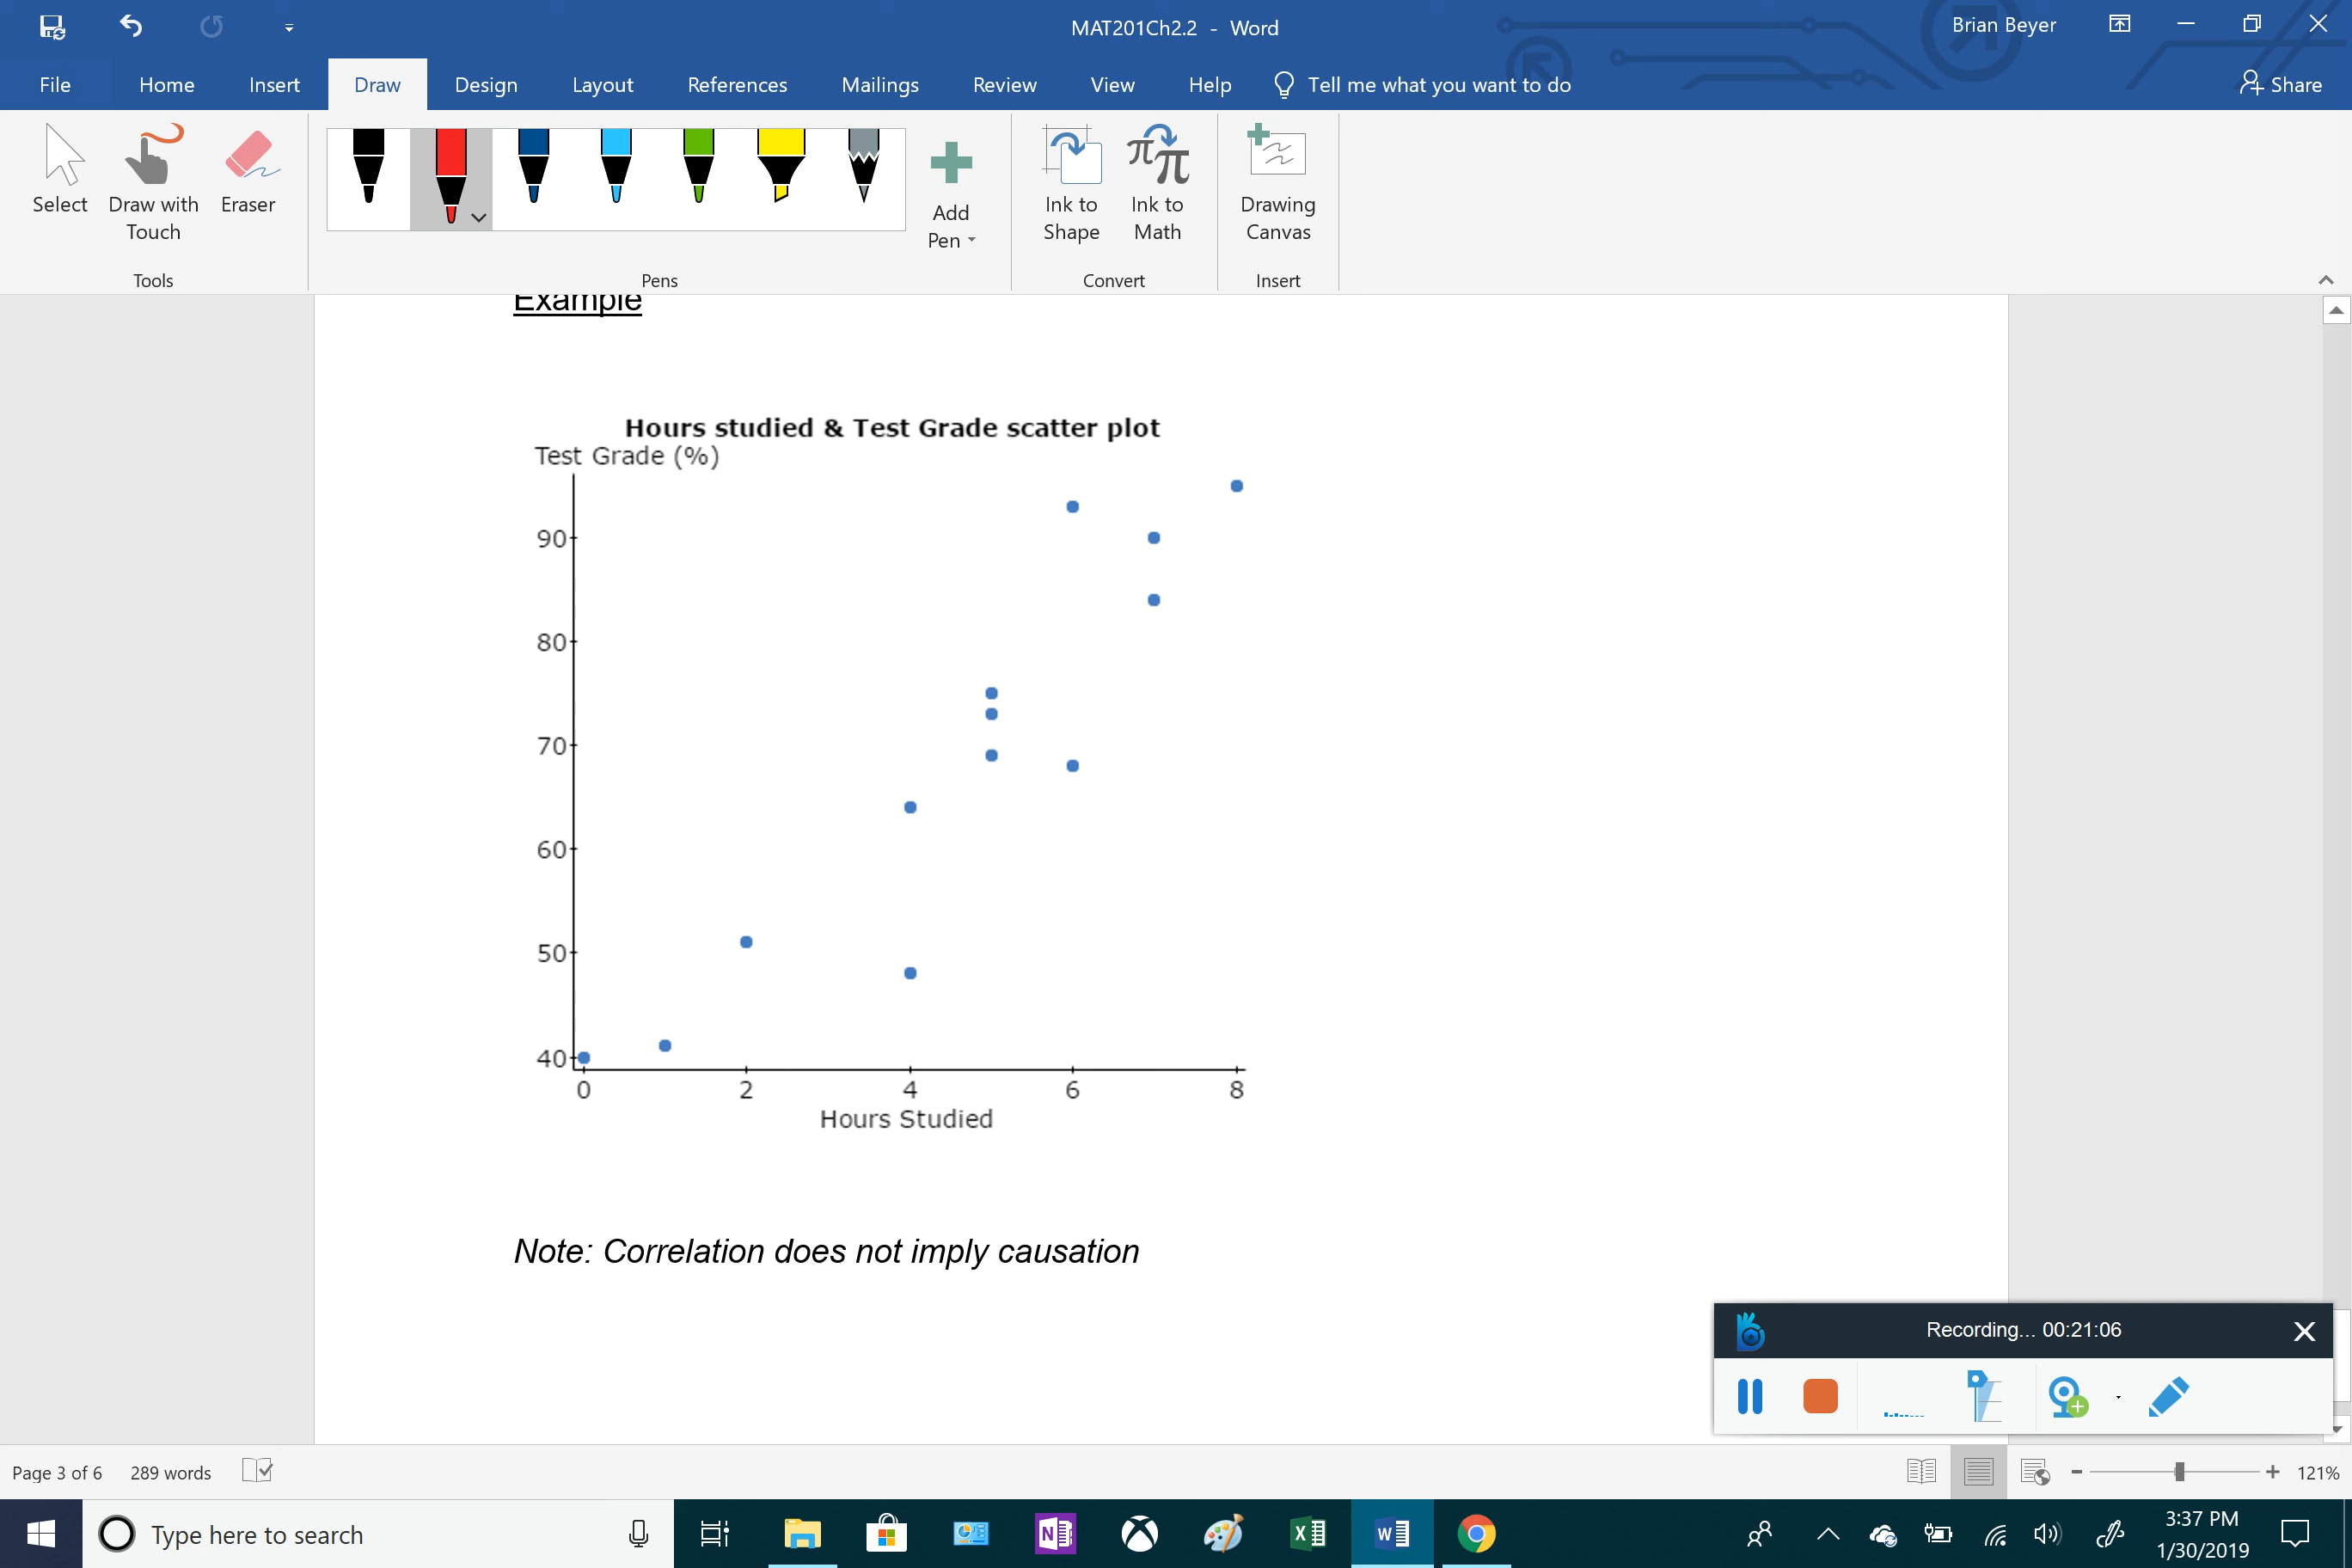 MAT201Ch2.2 - Word
Brian Beyer
File Home Insert Draw Design Layout References Mailings Review View Help Tell me what you want to do Share
Select Draw with Touch Eraser Add Pen Ink to Shape Ink to Math Drawing Canvas
Tools Pens Convert Insert
Example
Hours studied & Test Grade scatter plot
Test Grade (%)
90
80
70
60
50
40
0 2 4 6 8
Hours Studied
Note: Correlation does not imply causation
Recording... 00:21:06
Page 3 of 6 289 words 121%
Type here to search
3:37 PM
1/30/2019